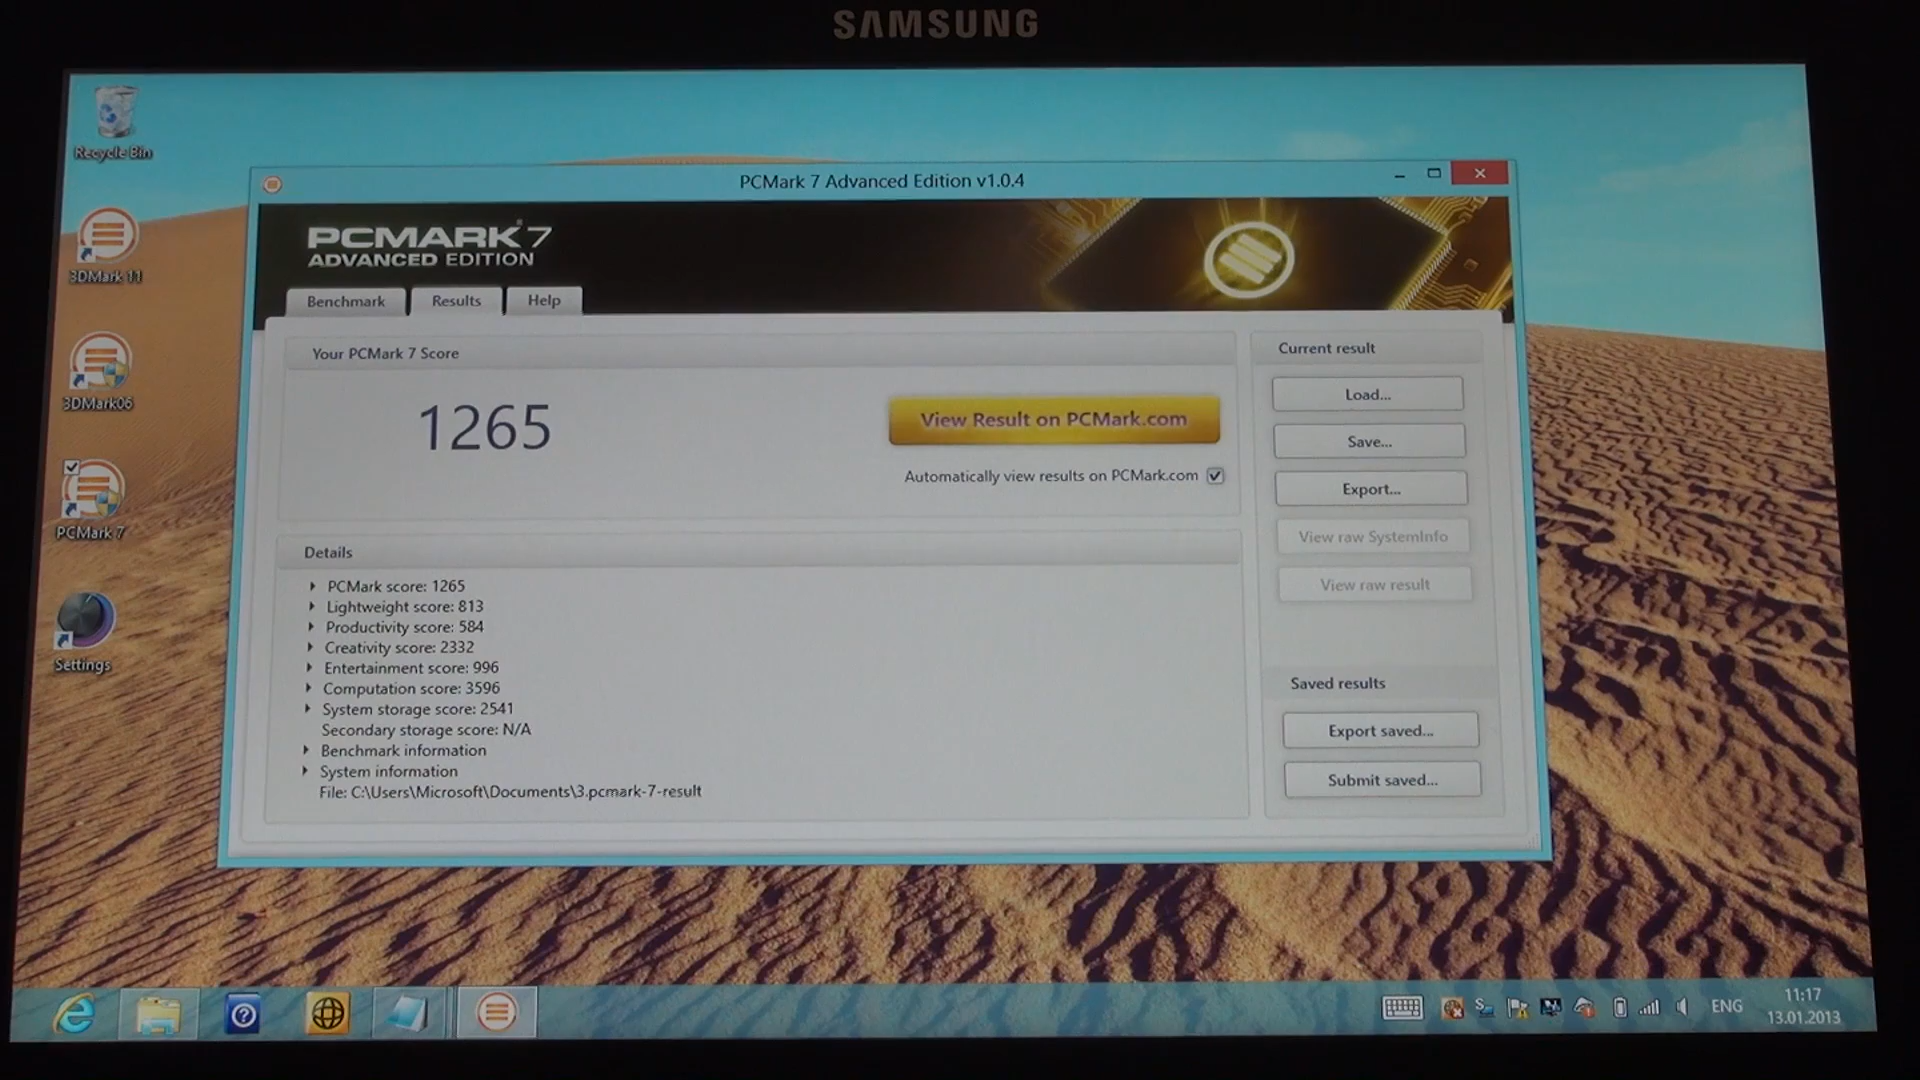 SAMSUNG
Recycle Bin
3DMark 11
3DMark06
PCMark 7
Settings
PCMark 7 Advanced Edition v1.0.4
PCMARK 7
ADVANCED EDITION
Benchmark
Results
Help
Your PCMark 7 Score
1265
View Result on PCMark.com
Automatically view results on PCMark.com
Details
PCMark score: 1265
Lightweight score: 813
Productivity score: 584
Creativity score: 2332
Entertainment score: 996
Computation score: 3596
System storage score: 2541
Secondary storage score: N/A
Benchmark information
System information
File: C:\Users\Microsoft\Documents\3.pcmark-7-result
Current result
Load...
Save...
Export...
View raw SystemInfo
View raw result
Saved results
Export saved...
Submit saved...
ENG
11:17
13.01.2013